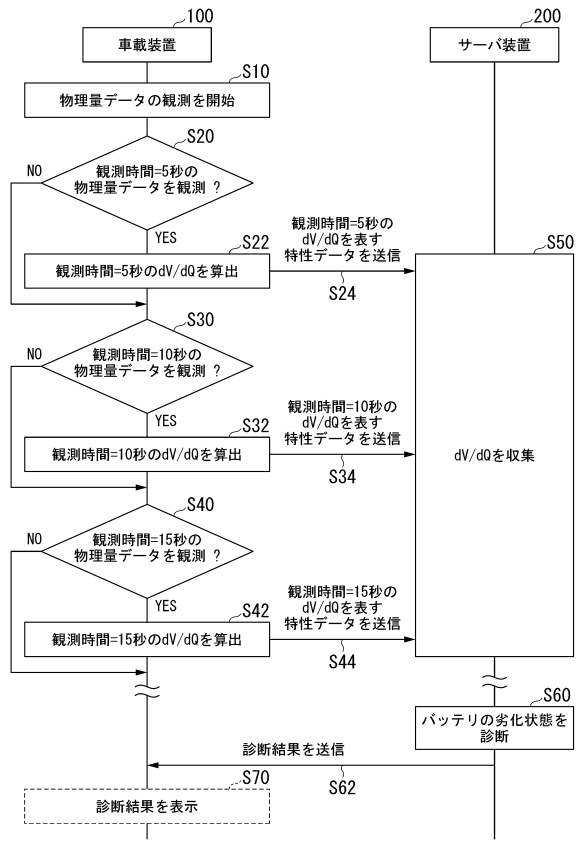 100
車載装置
200
サーバ装置
S10
物理量データの観測を開始
S20
観測時間=5秒の
物理量データを観測 ?
NO
YES
S22
観測時間=5秒のdV/dQを算出
観測時間=5秒の
dV/dQを表す
特性データを送信
S24
S50
dV/dQを収集
S30
観測時間=10秒の
物理量データを観測 ?
NO
YES
S32
観測時間=10秒のdV/dQを算出
観測時間=10秒の
dV/dQを表す
特性データを送信
S34
S40
観測時間=15秒の
物理量データを観測 ?
NO
YES
S42
観測時間=15秒のdV/dQを算出
観測時間=15秒の
dV/dQを表す
特性データを送信
S44
S60
バッテリの劣化状態を
診断
診断結果を送信
S62
S70
診断結果を表示